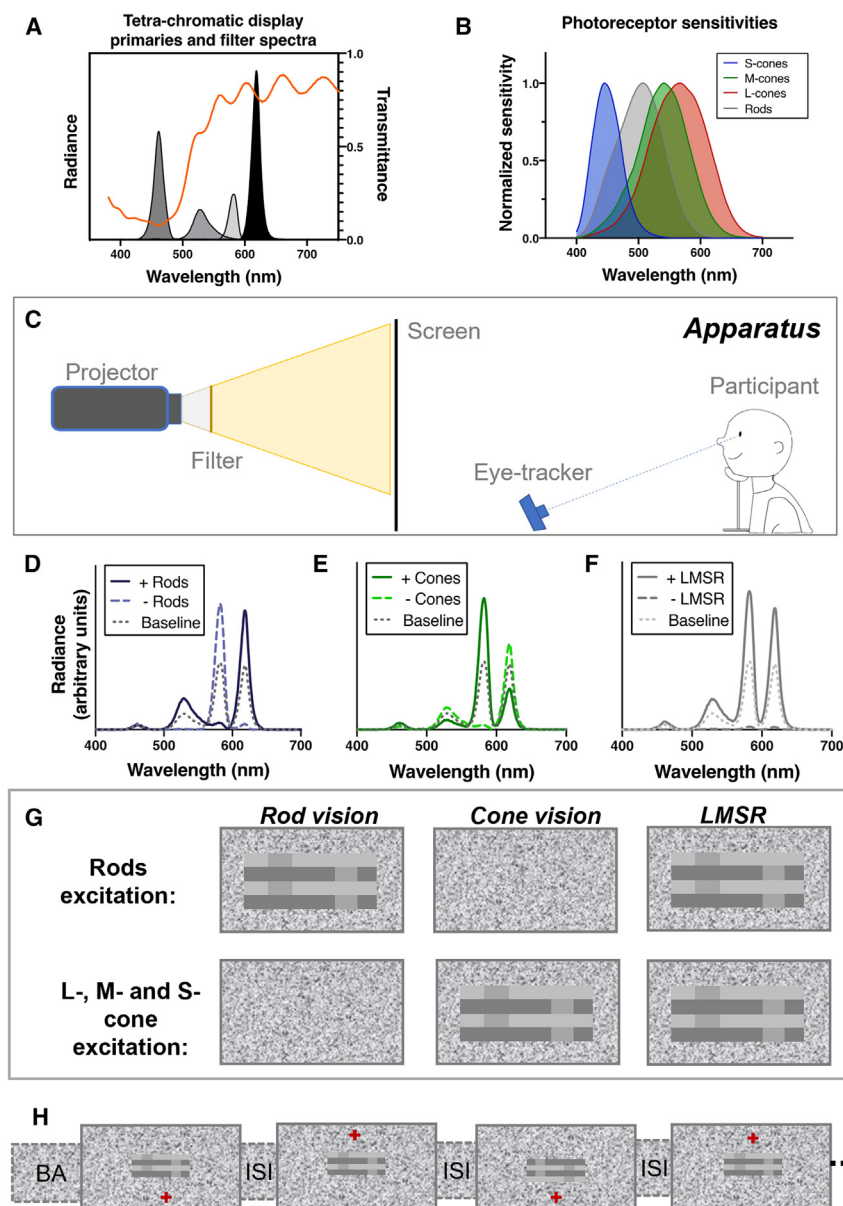 A
Tetra-chromatic display
primaries and filter spectra
Radiance
Transmittance
1.0
0.5
0.0
400 500 600 700
Wavelength (nm)
B
Photoreceptor sensitivities
S-cones
M-cones
L-cones
Rods
Normalized sensitivity
1.0
0.5
0.0
400 500 600 700
Wavelength (nm)
C
Apparatus
Screen
Projector
Filter
Participant
Eye-tracker
D
+ Rods
- Rods
Baseline
Radiance
(arbitrary units)
400 500 600 700
Wavelength (nm)
E
+ Cones
- Cones
Baseline
400 500 600 700
Wavelength (nm)
F
+ LMSR
- LMSR
Baseline
400 500 600 700
Wavelength (nm)
G
Rod vision Cone vision LMSR
Rods
excitation:
L-, M- and S-
cone
excitation:
H
BA ISI ISI ISI ..